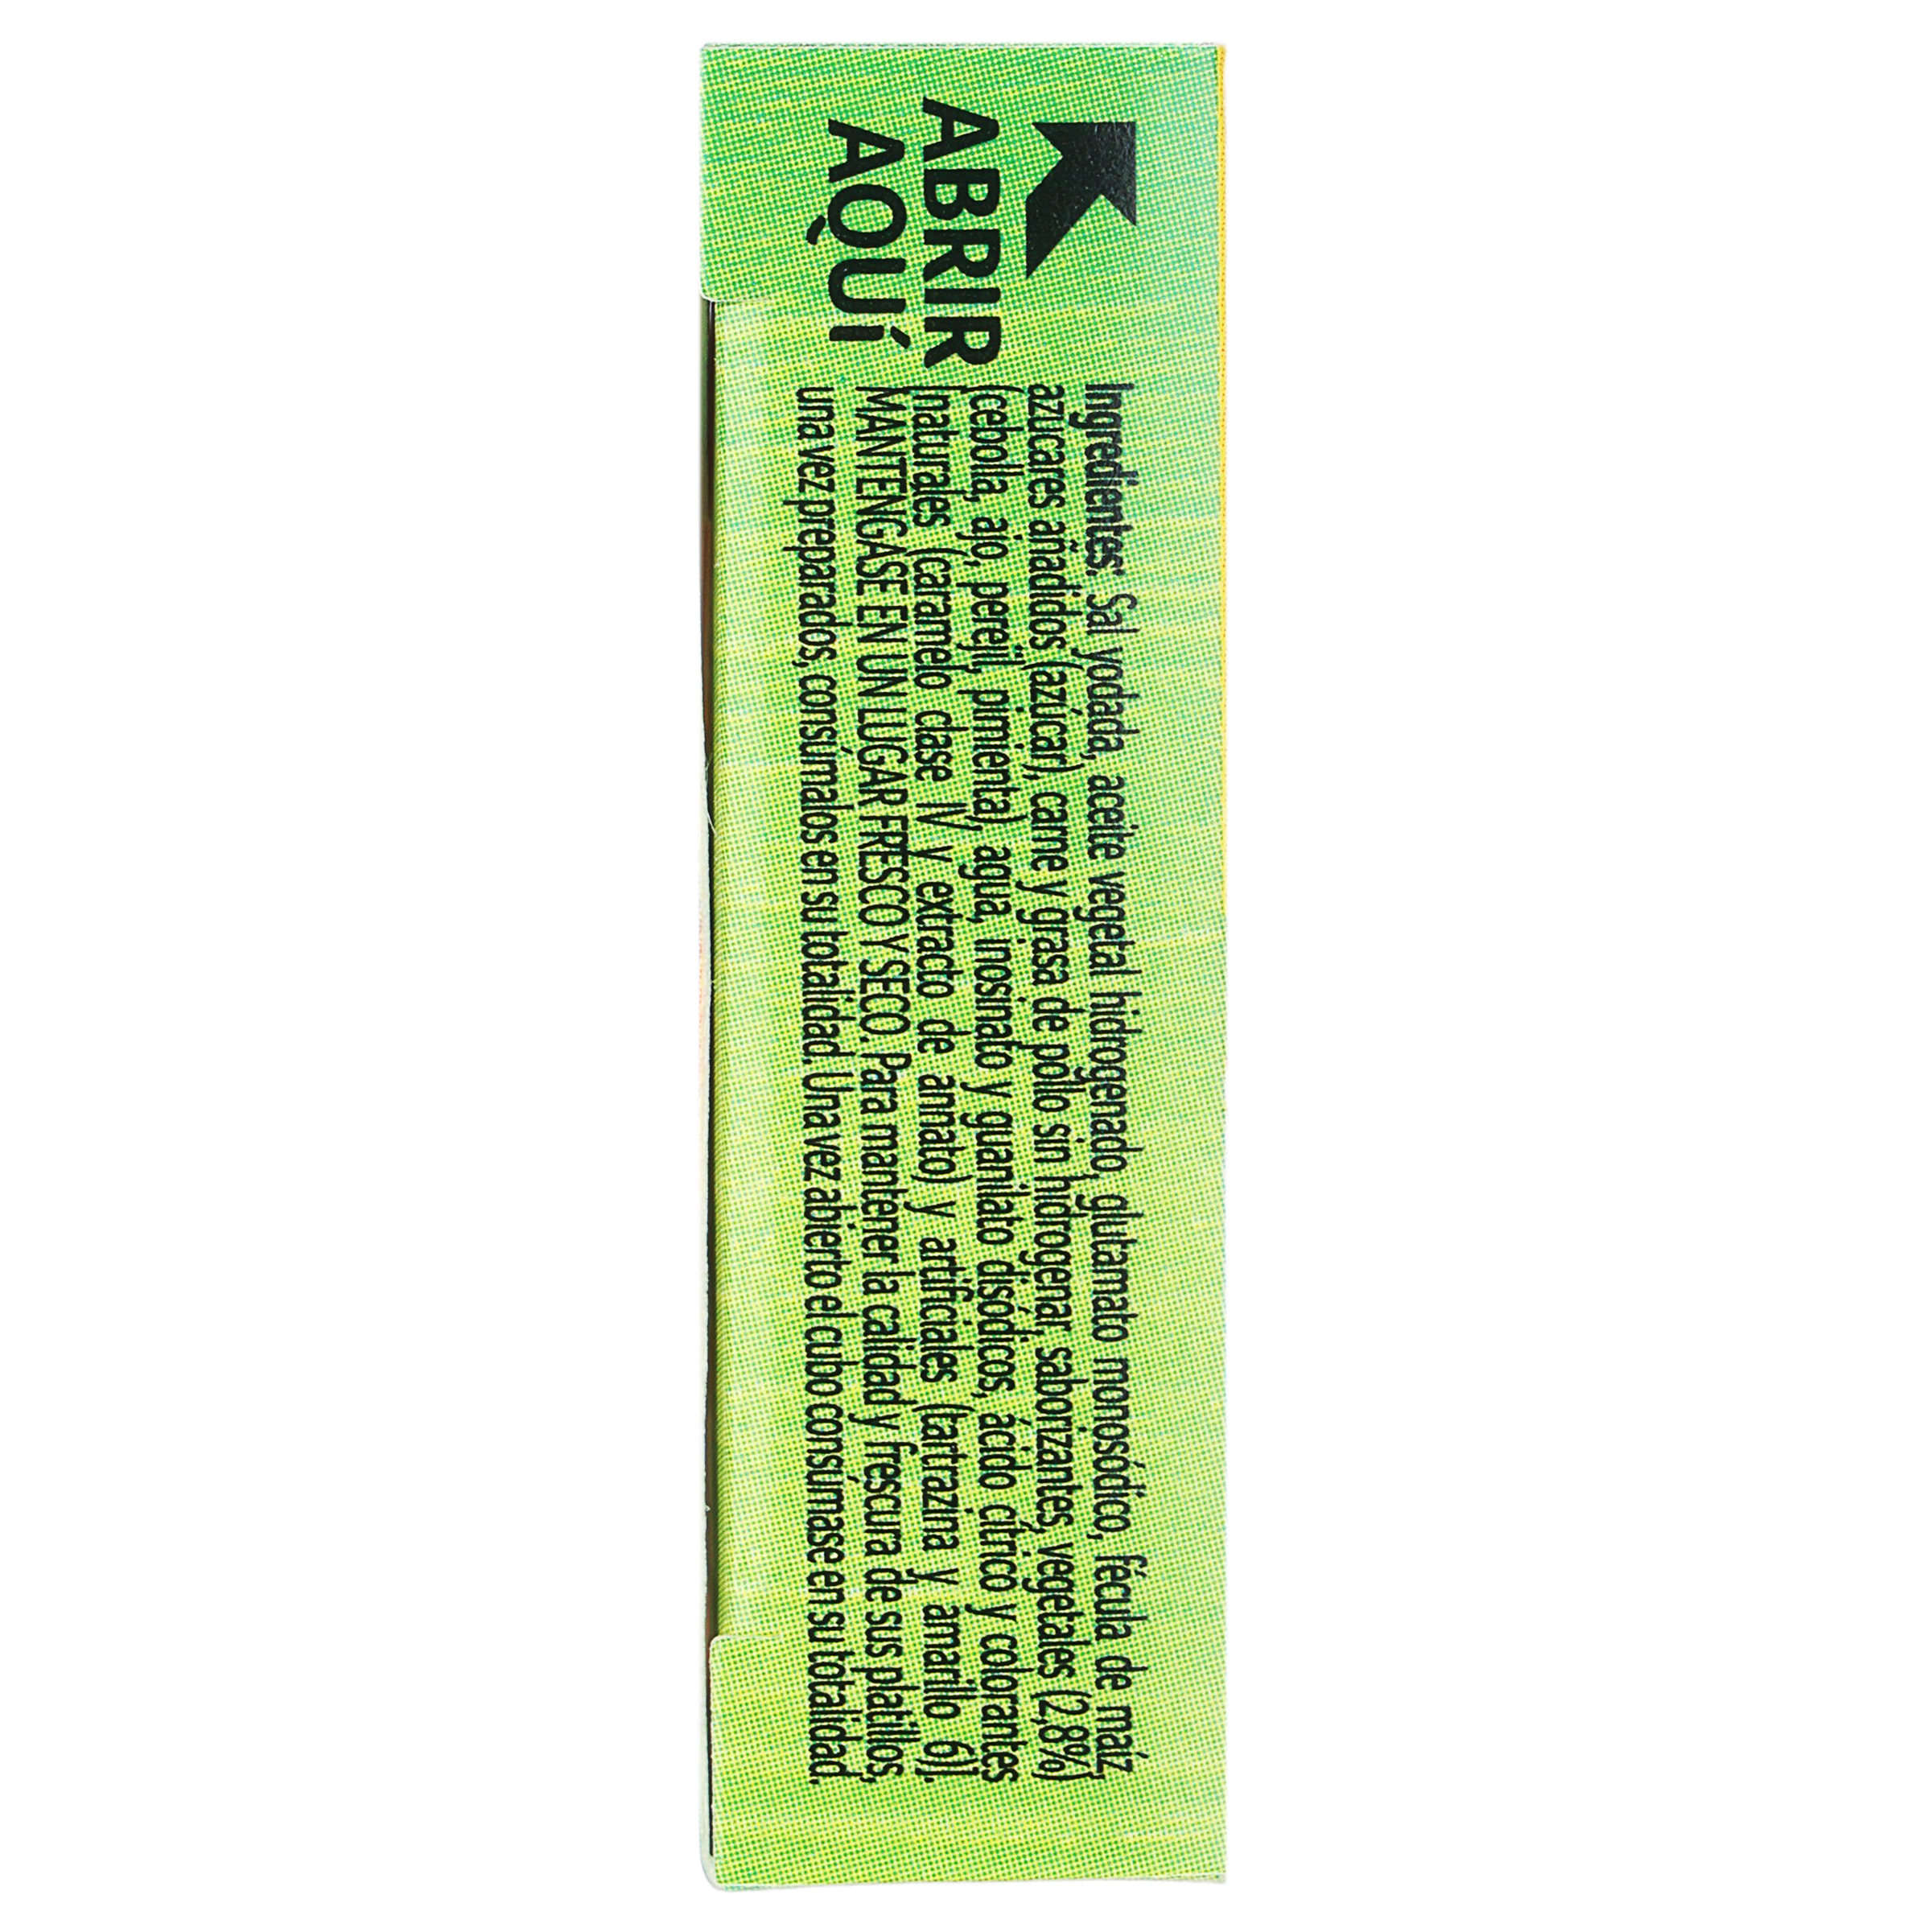 ABRIR
AQUÍ
Ingredientes: Sal yodada, aceite vegetal hidrogenado, glutamato monosódico, fécula de maíz
azúcares añadidos (azúcar), carne y grasa de pollo sin hidrogenar, saborizantes, vegetales (2,8%)
(cebolla, ajo, perejil, pimienta), agua, inosinato y guanilato disódicos, ácido cítrico y colorantes
[naturales (caramelo clase IV y extracto de annato) y artificiales (tartrazina y amarillo 6)].
MANTENGASE EN UN LUGAR FRESCO Y SECO. Para mantener la calidad y frescura de sus platillos,
una vez preparados, consúmalos en su totalidad. Una vez abierto el cubo consúmase en su totalidad.